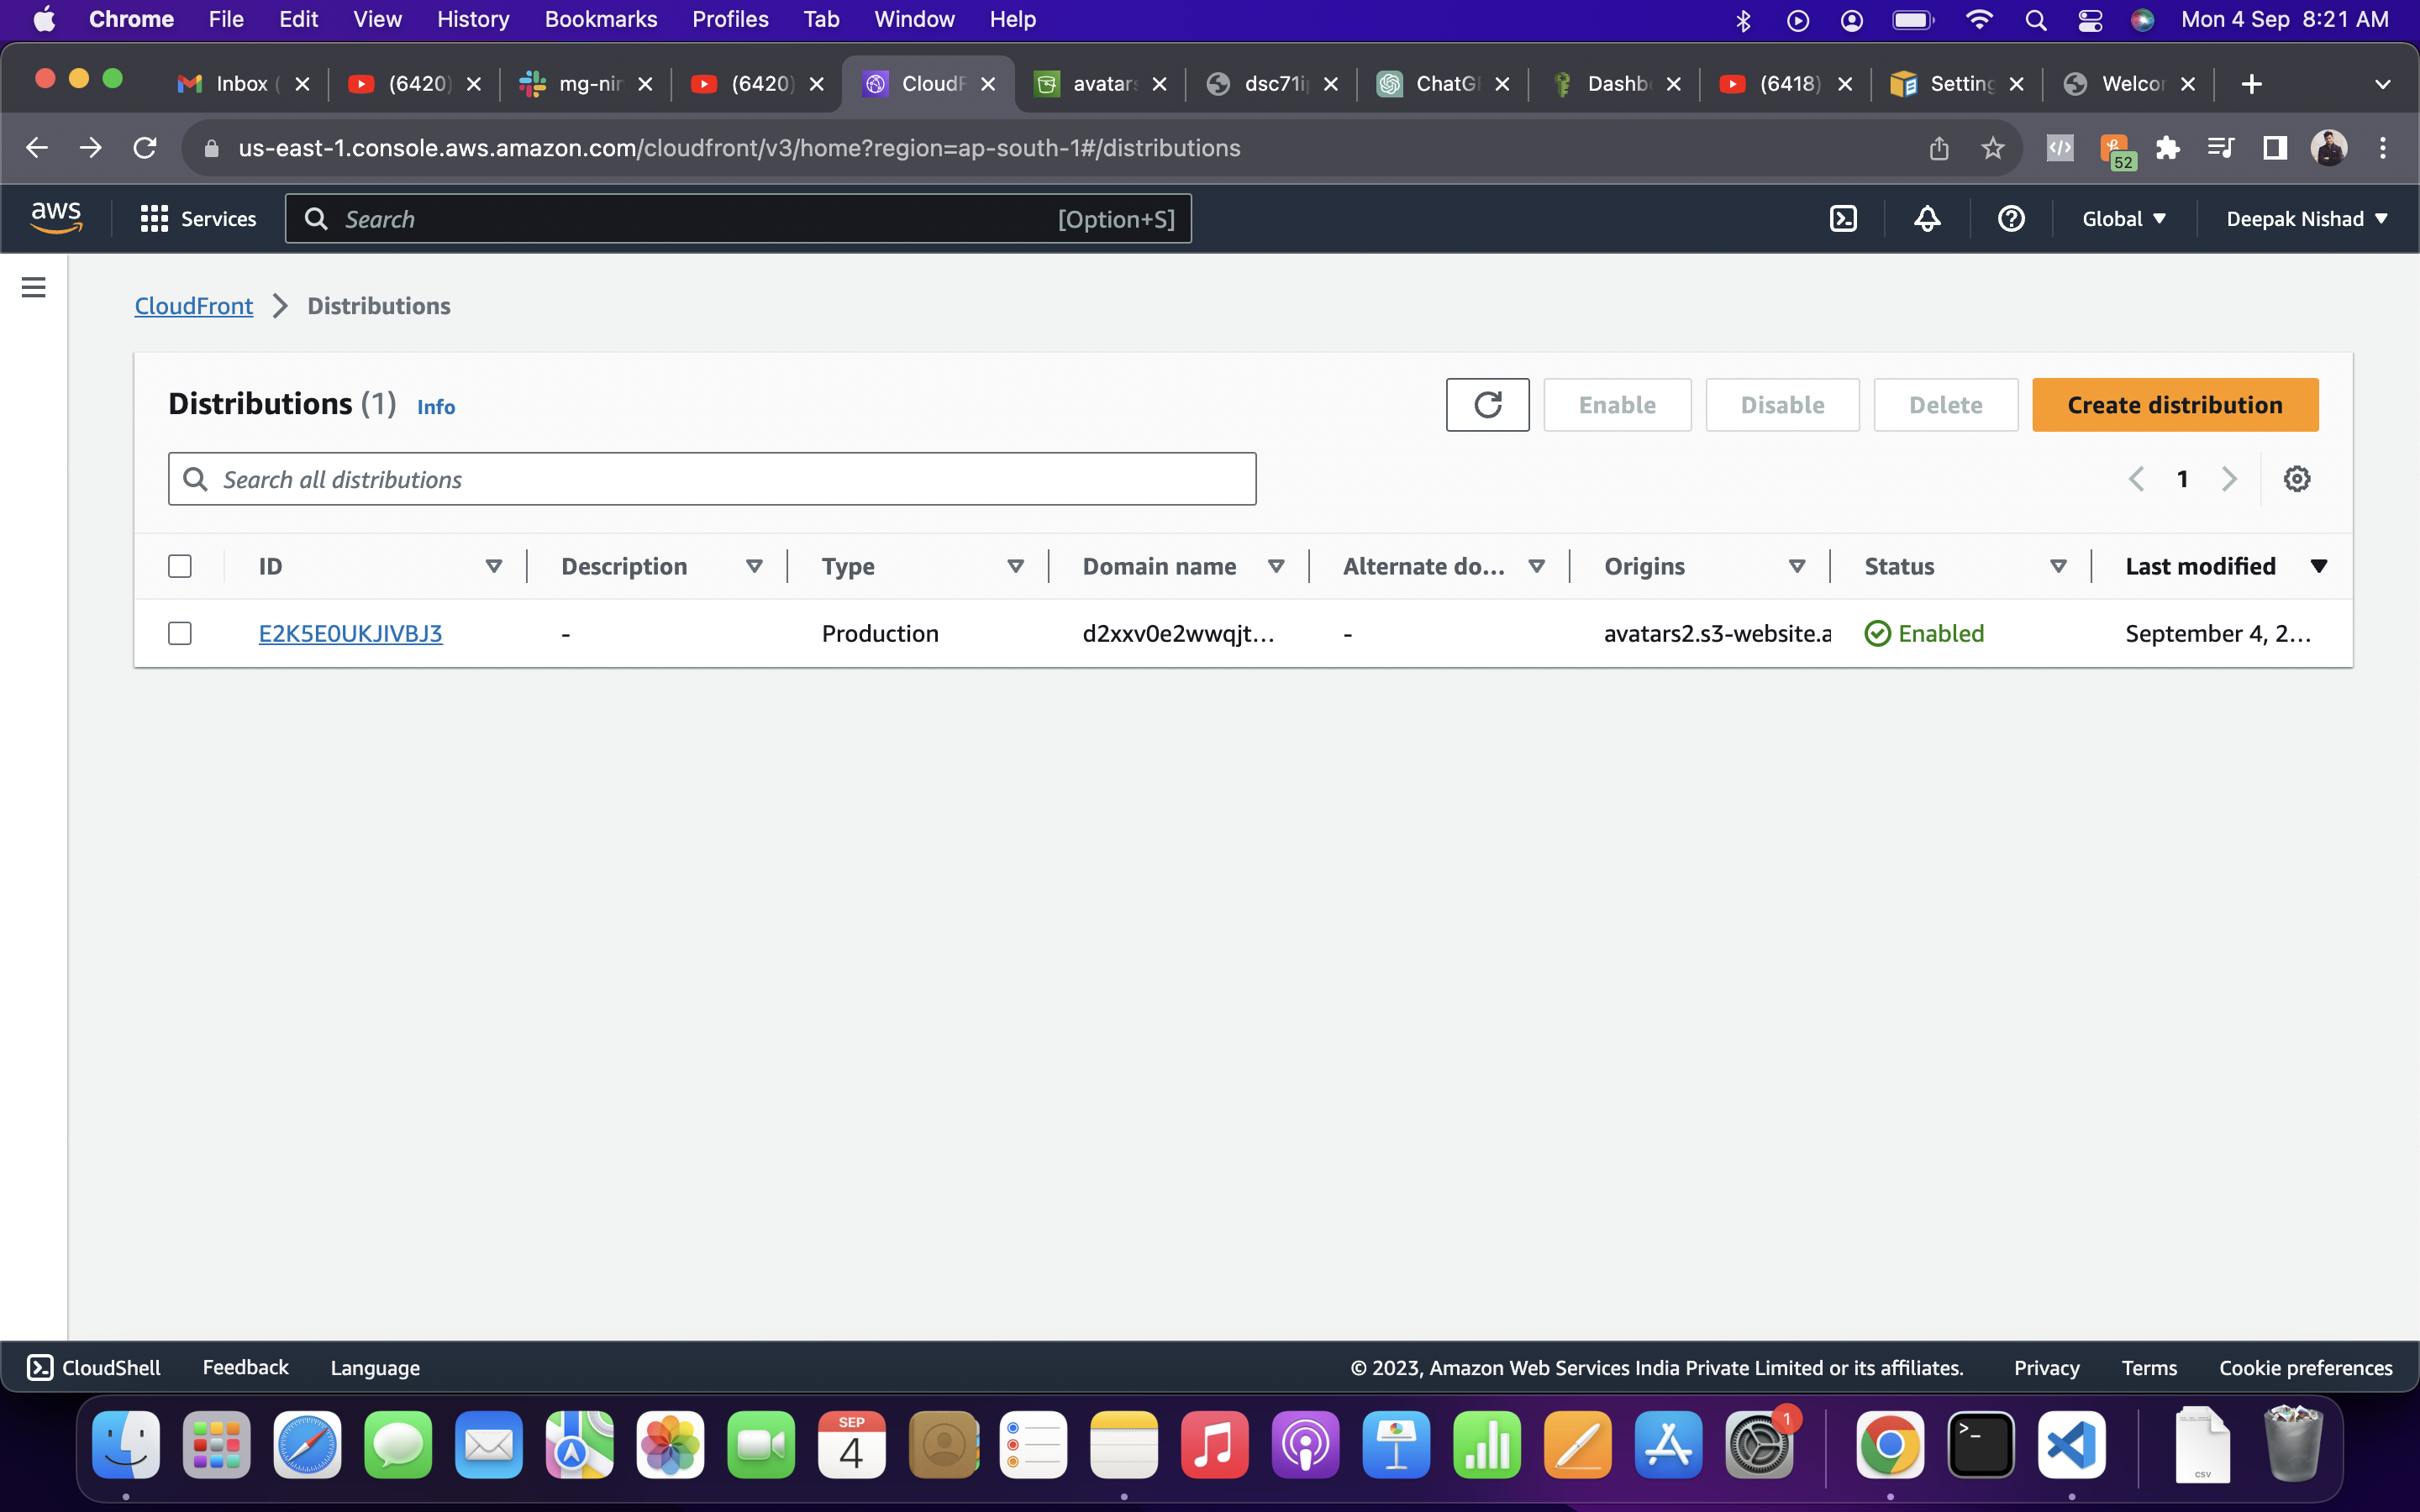 Chrome File Edit View History Bookmarks Profiles Tab Window Help Mon 4 Sep 8:21 AM
Inbox ( (6420) mg-nir (6420) CloudF avatars dsc71i ChatG Dashb (6418) Setting Welcor
us-east-1.console.aws.amazon.com/cloudfront/v3/home?region=ap-south-1#/distributions 52
aws Services Search [Option+S] Global Deepak Nishad
CloudFront Distributions
Distributions (1) Info Enable Disable Delete Create distribution
Search all distributions 1
ID Description Type Domain name Alternate do... Origins Status Last modified
E2K5E0UKJIVBJ3 - Production d2xxv0e2wwqjt... - avatars2.s3-website.a Enabled September 4, 2...
CloudShell Feedback Language © 2023, Amazon Web Services India Private Limited or its affiliates. Privacy Terms Cookie preferences
SEP 1
4
CSV